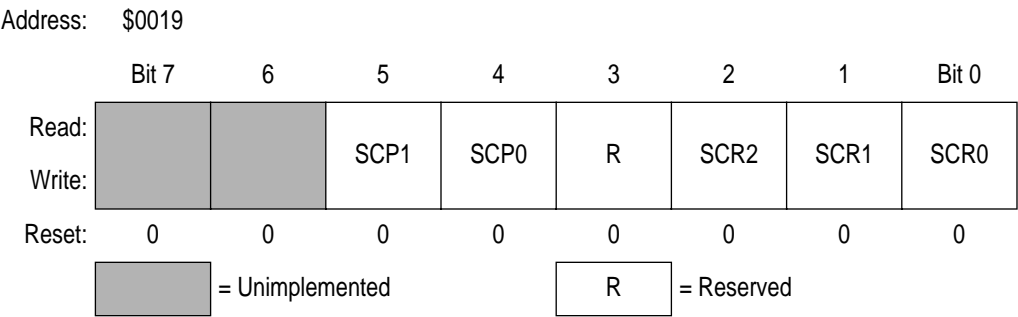 Address: $0019
Bit 7 6 5 4 3 2 1 Bit 0
Read:
SCP1 SCP0 R SCR2 SCR1 SCR0
Write:
Reset: 0 0 0 0 0 0 0 0
= Unimplemented R = Reserved